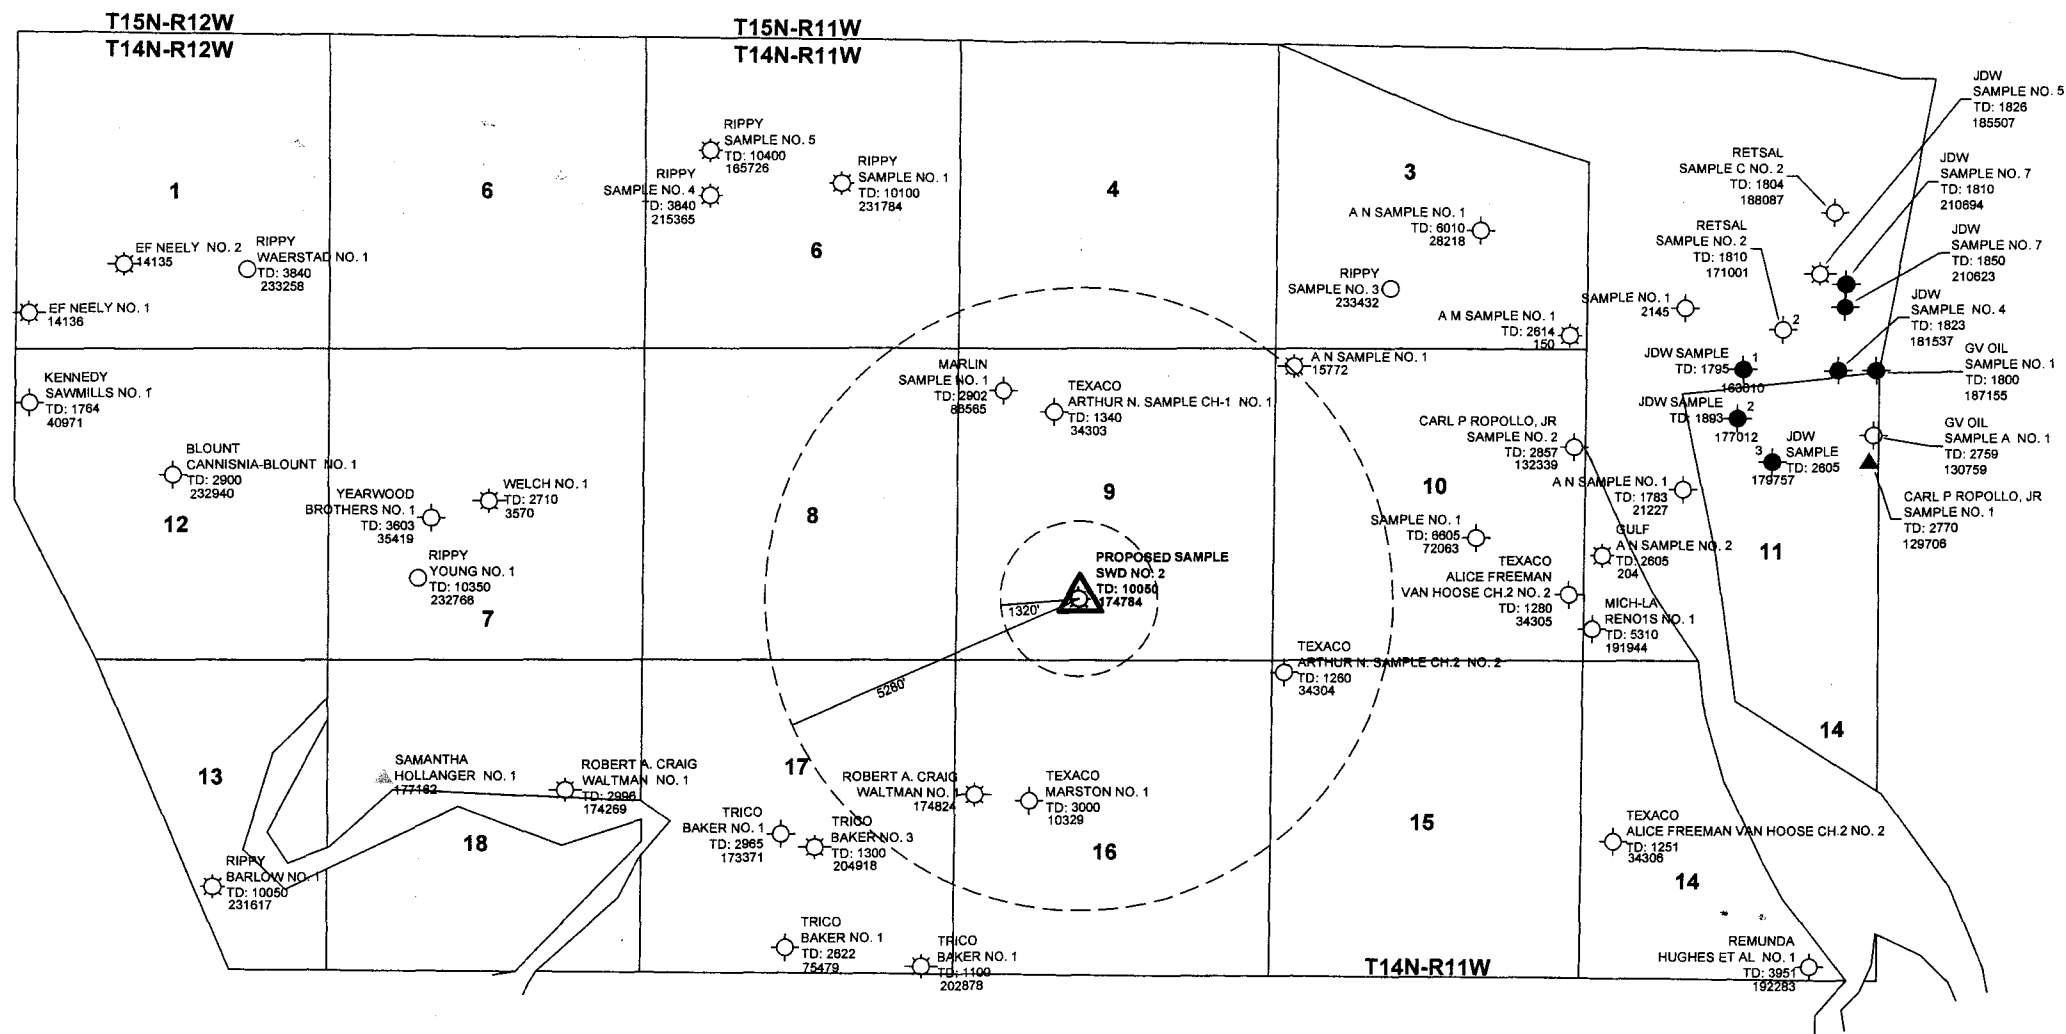 T15N-R12W
T14N-R12W
T15N-R11W
T14N-R11W
1
6
6
4
3
EF NEELY NO. 2
14135
RIPPY
WAERSTAD NO. 1
TD: 3840
233258
EF NEELY NO. 1
14136
RIPPY
SAMPLE NO. 5
TD: 10400
165726
RIPPY
SAMPLE NO. 4
TD: 3840
215365
RIPPY
SAMPLE NO. 1
TD: 10100
231784
A N SAMPLE NO. 1
TD: 6010
28218
RIPPY
SAMPLE NO. 3
233432
A M SAMPLE NO. 1
TD: 2614
150
JDW
SAMPLE NO. 5
TD: 1826
185507
RETSAL
SAMPLE C NO. 2
TD: 1804
188087
JDW
SAMPLE NO. 7
TD: 1810
210694
RETSAL
SAMPLE NO. 2
TD: 1810
171001
2
JDW
SAMPLE NO. 7
TD: 1850
210623
SAMPLE NO. 1
2145
JDW
SAMPLE NO. 4
TD: 1823
181537
JDW SAMPLE
TD: 1795
1
163010
GV OIL
SAMPLE NO. 1
TD: 1800
187155
JDW SAMPLE
TD: 1893
2
177012
3
JDW
SAMPLE
TD: 2605
179757
GV OIL
SAMPLE A NO. 1
TD: 2759
130759
CARL P ROPOLLO, JR
SAMPLE NO. 1
TD: 2770
129706
KENNEDY
SAWMILLS NO. 1
TD: 1764
40971
BLOUNT
CANNISNIA-BLOUNT NO. 1
TD: 2900
232940
12
YEARWOOD
BROTHERS NO. 1
TD: 3603
35419
WELCH NO. 1
TD: 2710
3570
RIPPY
YOUNG NO. 1
TD: 10350
232766
7
8
MARLIN
SAMPLE NO. 1
TD: 2902
86565
TEXACO
ARTHUR N. SAMPLE CH-1 NO. 1
TD: 1340
34303
9
A N SAMPLE NO. 1
15772
CARL P ROPOLLO, JR
SAMPLE NO. 2
TD: 2857
132339
10
A N SAMPLE NO. 1
TD: 1783
21227
SAMPLE NO. 1
TD: 6605
72063
GULF
A N SAMPLE NO. 2
TD: 2605
204
11
TEXACO
ALICE FREEMAN
VAN HOOSE CH.2 NO. 2
TD: 1280
34305
MICH-LA
RENO1S NO. 1
TD: 5310
191944
PROPOSED SAMPLE
SWD NO. 2
TD: 10050
174784
1320'
5280'
TEXACO
ARTHUR N. SAMPLE CH.2 NO. 2
TD: 1260
34304
14
13
SAMANTHA
HOLLANGER NO. 1
177162
ROBERT A. CRAIG
WALTMAN NO. 1
TD: 2996
174269
17
ROBERT A. CRAIG
WALTMAN NO. 1
174824
TEXACO
MARSTON NO. 1
TD: 3000
10329
16
15
TRICO
BAKER NO. 1
TD: 2965
173371
TRICO
BAKER NO. 3
TD: 1300
204918
18
RIPPY
BARLOW NO. 1
TD: 10050
231617
TEXACO
ALICE FREEMAN VAN HOOSE CH.2 NO. 2
TD: 1251
34306
14
TRICO
BAKER NO. 1
TD: 2622
75479
TRICO
BAKER NO. 1
TD: 1100
202878
T14N-R11W
REMUNDA
HUGHES ET AL NO. 1
TD: 3951
192283